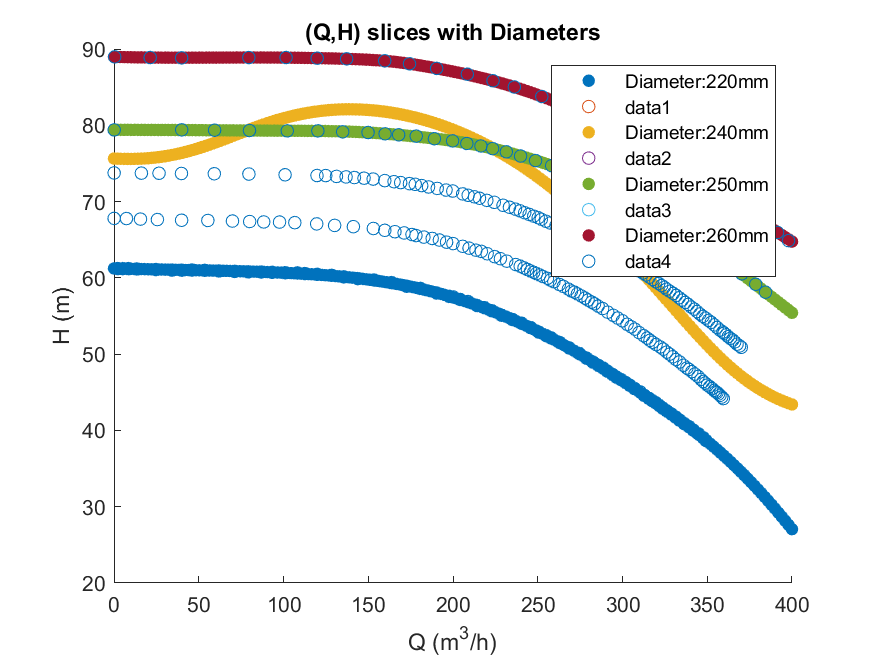 (Q,H) slices with Diameters
90
80
70
60
50
40
30
20
H (m)
Diameter:220mm
data1
Diameter:240mm
data2
Diameter:250mm
data3
Diameter:260mm
data4
0 50 100 150 200 250 300 350 400
Q (m³/h)